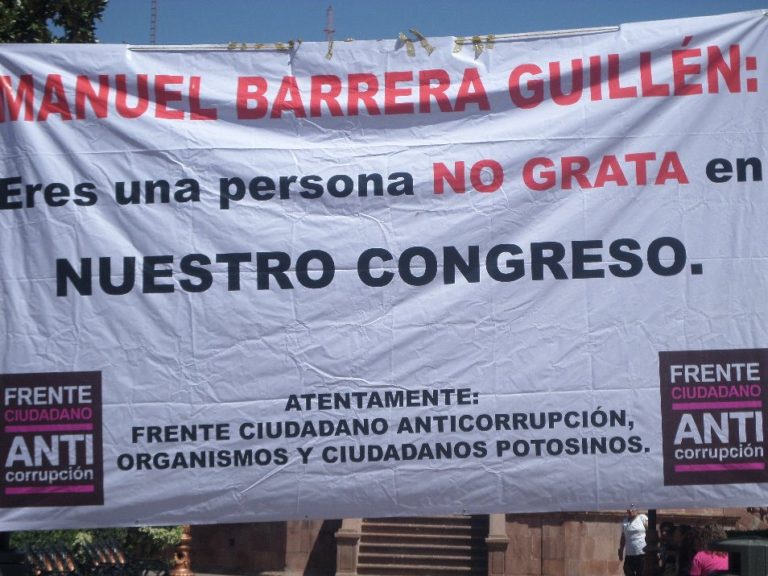 MANUEL BARRERA GUILLÉN:
Eres una persona NO GRATA en
NUESTRO CONGRESO.
ATENTAMENTE:
FRENTE CIUDADANO ANTICORRUPCIÓN,
ORGANISMOS Y CIUDADANOS POTOSINOS.
FRENTE
CIUDADANO
ANTI
corrupción
FRENTE
CIUDADANO
ANTI
corrupción